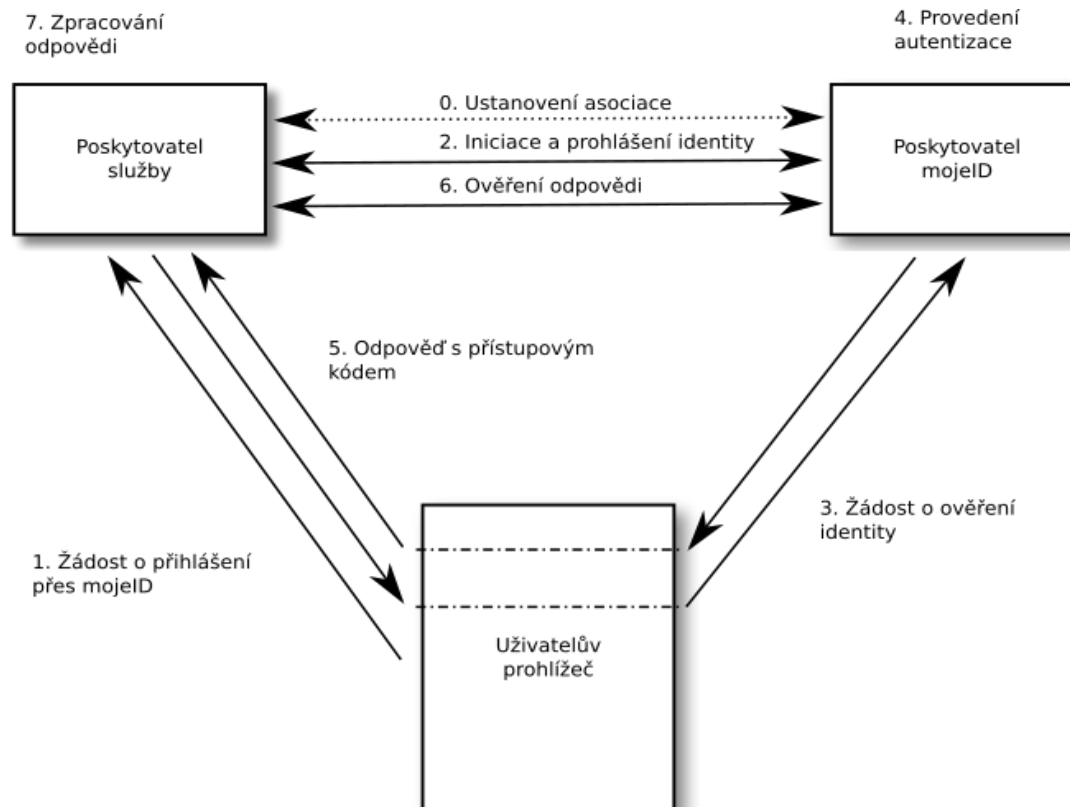 7. Zpracování
odpovědi
4. Provedení
autentizace
0. Ustanovení asociace
Poskytovatel
služby
2. Iniciace a prohlášení identity
Poskytovatel
mojeID
6. Ověření odpovědi
5. Odpověď s přístupovým
kódem
3. Žádost o ověření
identity
1. Žádost o přihlášení
přes mojeID
Uživatelův
prohlížeč